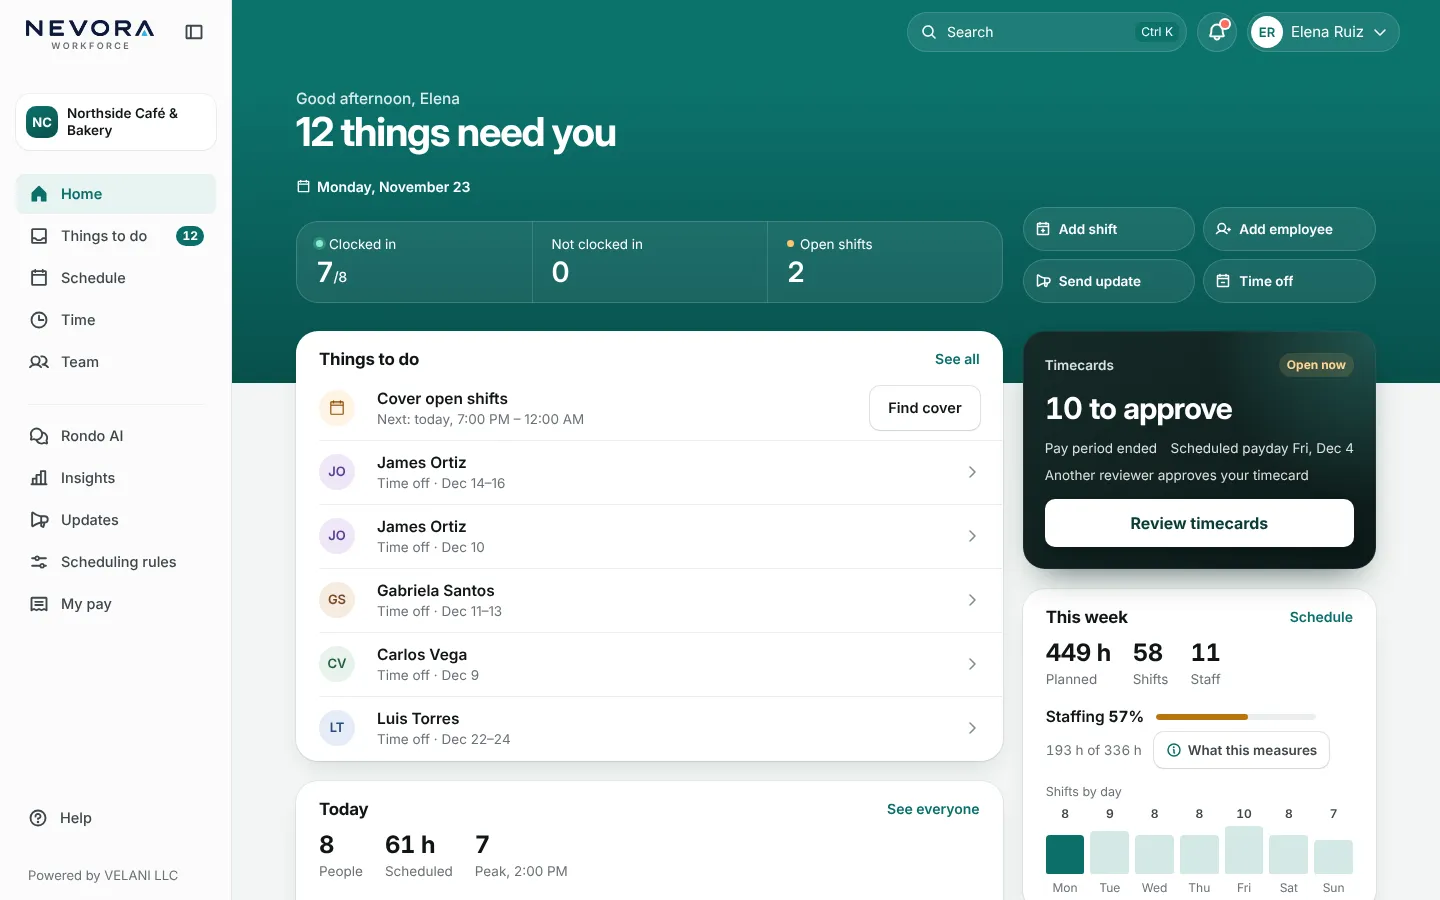 NEVORA
WORKFORCE
NC
Northside Café &
Bakery
Home
Things to do
12
Schedule
Time
Team
Rondo AI
Insights
Updates
Scheduling rules
My pay
Help
Powered by VELANI LLC
Search
Ctrl K
ER
Elena Ruiz
Good afternoon, Elena
12 things need you
Monday, November 23
Clocked in
7/8
Not clocked in
0
Open shifts
2
Add shift
Add employee
Send update
Time off
Things to do
See all
Cover open shifts
Next: today, 7:00 PM – 12:00 AM
Find cover
JO
James Ortiz
Time off · Dec 14–16
JO
James Ortiz
Time off · Dec 10
GS
Gabriela Santos
Time off · Dec 11–13
CV
Carlos Vega
Time off · Dec 9
LT
Luis Torres
Time off · Dec 22–24
Today
See everyone
8
People
61 h
Scheduled
7
Peak, 2:00 PM
Timecards
Open now
10 to approve
Pay period ended
Scheduled payday Fri, Dec 4
Another reviewer approves your timecard
Review timecards
This week
Schedule
449 h
Planned
58
Shifts
11
Staff
Staffing 57%
193 h of 336 h
What this measures
Shifts by day
8 9 8 8 10 8 7
Mon Tue Wed Thu Fri Sat Sun